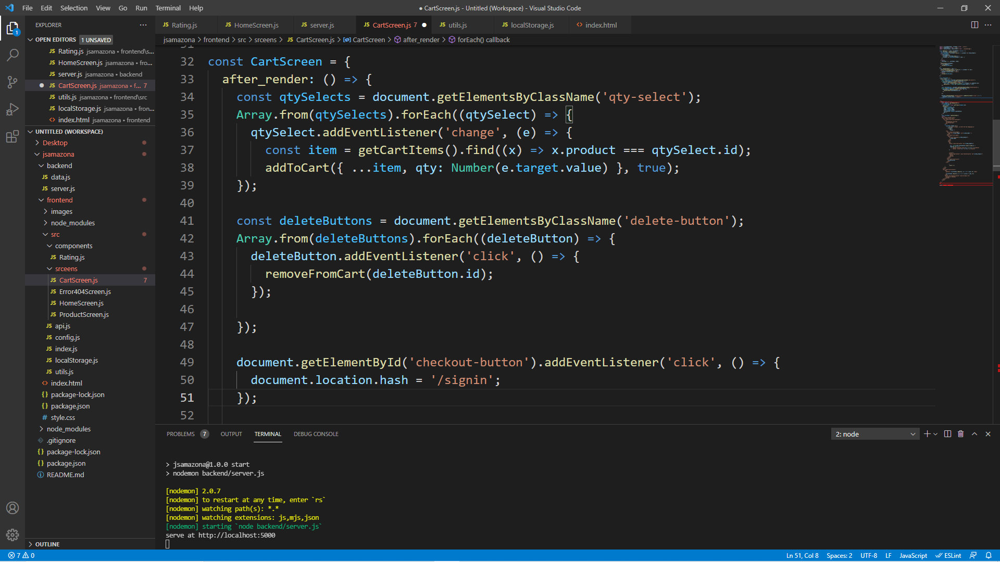 File Edit Selection View Go Run Terminal Help
● CartScreen.js - Untitled (Workspace) - Visual Studio Code
EXPLORER
OPEN EDITORS 1 UNSAVED
JS Rating.js jsamazona • frontend\s...
JS HomeScreen.js jsamazona • fro...
JS server.js jsamazona • backend
● JS CartScreen.js jsamazona • f... 7
JS utils.js jsamazona • frontend\src
JS localStorage.js jsamazona • fron...
<> index.html jsamazona • frontend
UNTITLED (WORKSPACE)
Desktop
jsamazona
backend
JS data.js
JS server.js
frontend
images
node_modules
src
components
JS Rating.js
srceens
JS CartScreen.js 7
JS Error404Screen.js
JS HomeScreen.js
JS ProductScreen.js
JS api.js
JS config.js
JS index.js
JS localStorage.js
JS utils.js
<> index.html
{} package-lock.json
{} package.json
# style.css
node_modules
.gitignore
{} package-lock.json
{} package.json
README.md
OUTLINE
JS Rating.js JS HomeScreen.js JS server.js JS CartScreen.js 7 ● JS utils.js JS localStorage.js <> index.html
jsamazona > frontend > src > srceens > JS CartScreen.js > CartScreen > after_render > forEach() callback
31
32 const CartScreen = {
33 after_render: () => {
34 const qtySelects = document.getElementsByClassName('qty-select');
35 Array.from(qtySelects).forEach((qtySelect) => {
36 qtySelect.addEventListener('change', (e) => {
37 const item = getCartItems().find((x) => x.product === qtySelect.id);
38 addToCart({ ...item, qty: Number(e.target.value) }, true);
39 });
40
41 const deleteButtons = document.getElementsByClassName('delete-button');
42 Array.from(deleteButtons).forEach((deleteButton) => {
43 deleteButton.addEventListener('click', () => {
44 removeFromCart(deleteButton.id);
45 });
46
47 });
48
49 document.getElementById('checkout-button').addEventListener('click', () => {
50 document.location.hash = '/signin';
51 });
52
PROBLEMS 7 OUTPUT TERMINAL DEBUG CONSOLE
2: node
> jsamazona@1.0.0 start
> nodemon backend/server.js
[nodemon] 2.0.7
[nodemon] to restart at any time, enter `rs`
[nodemon] watching path(s): *.*
[nodemon] watching extensions: js,mjs,json
[nodemon] starting `node backend/server.js`
serve at http://localhost:5000
7 0
Ln 51, Col 8 Spaces: 2 UTF-8 LF JavaScript ESLint